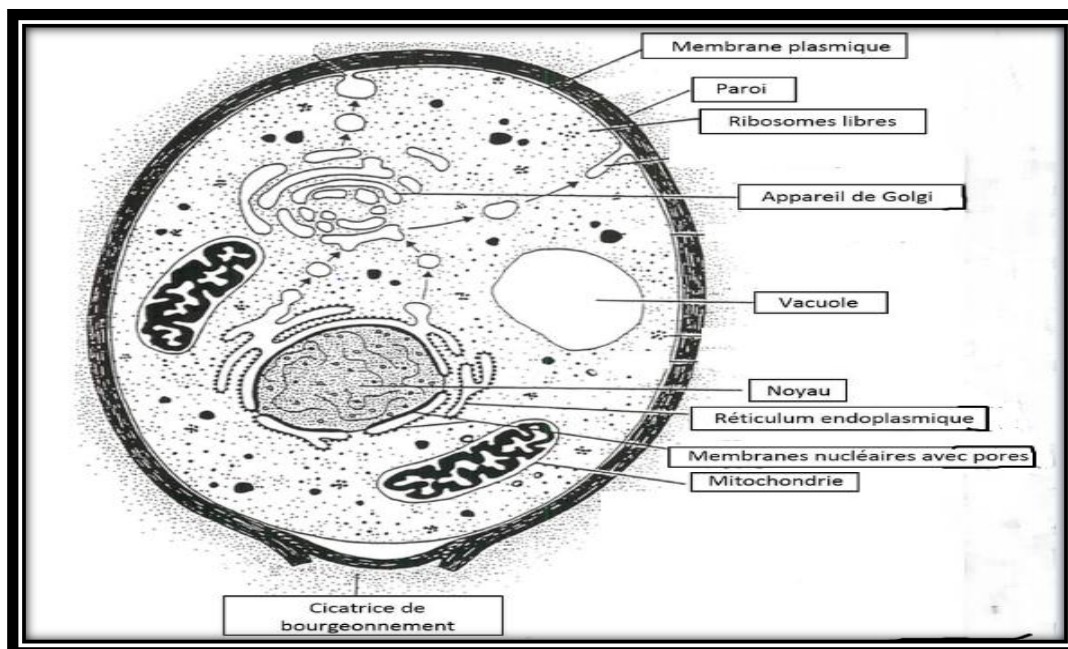 Membrane plasmique
Paroi
Ribosomes libres
Appareil de Golgi
Vacuole
Noyau
Réticulum endoplasmique
Membranes nucléaires avec pores
Mitochondrie
Cicatrice de
bourgeonnement